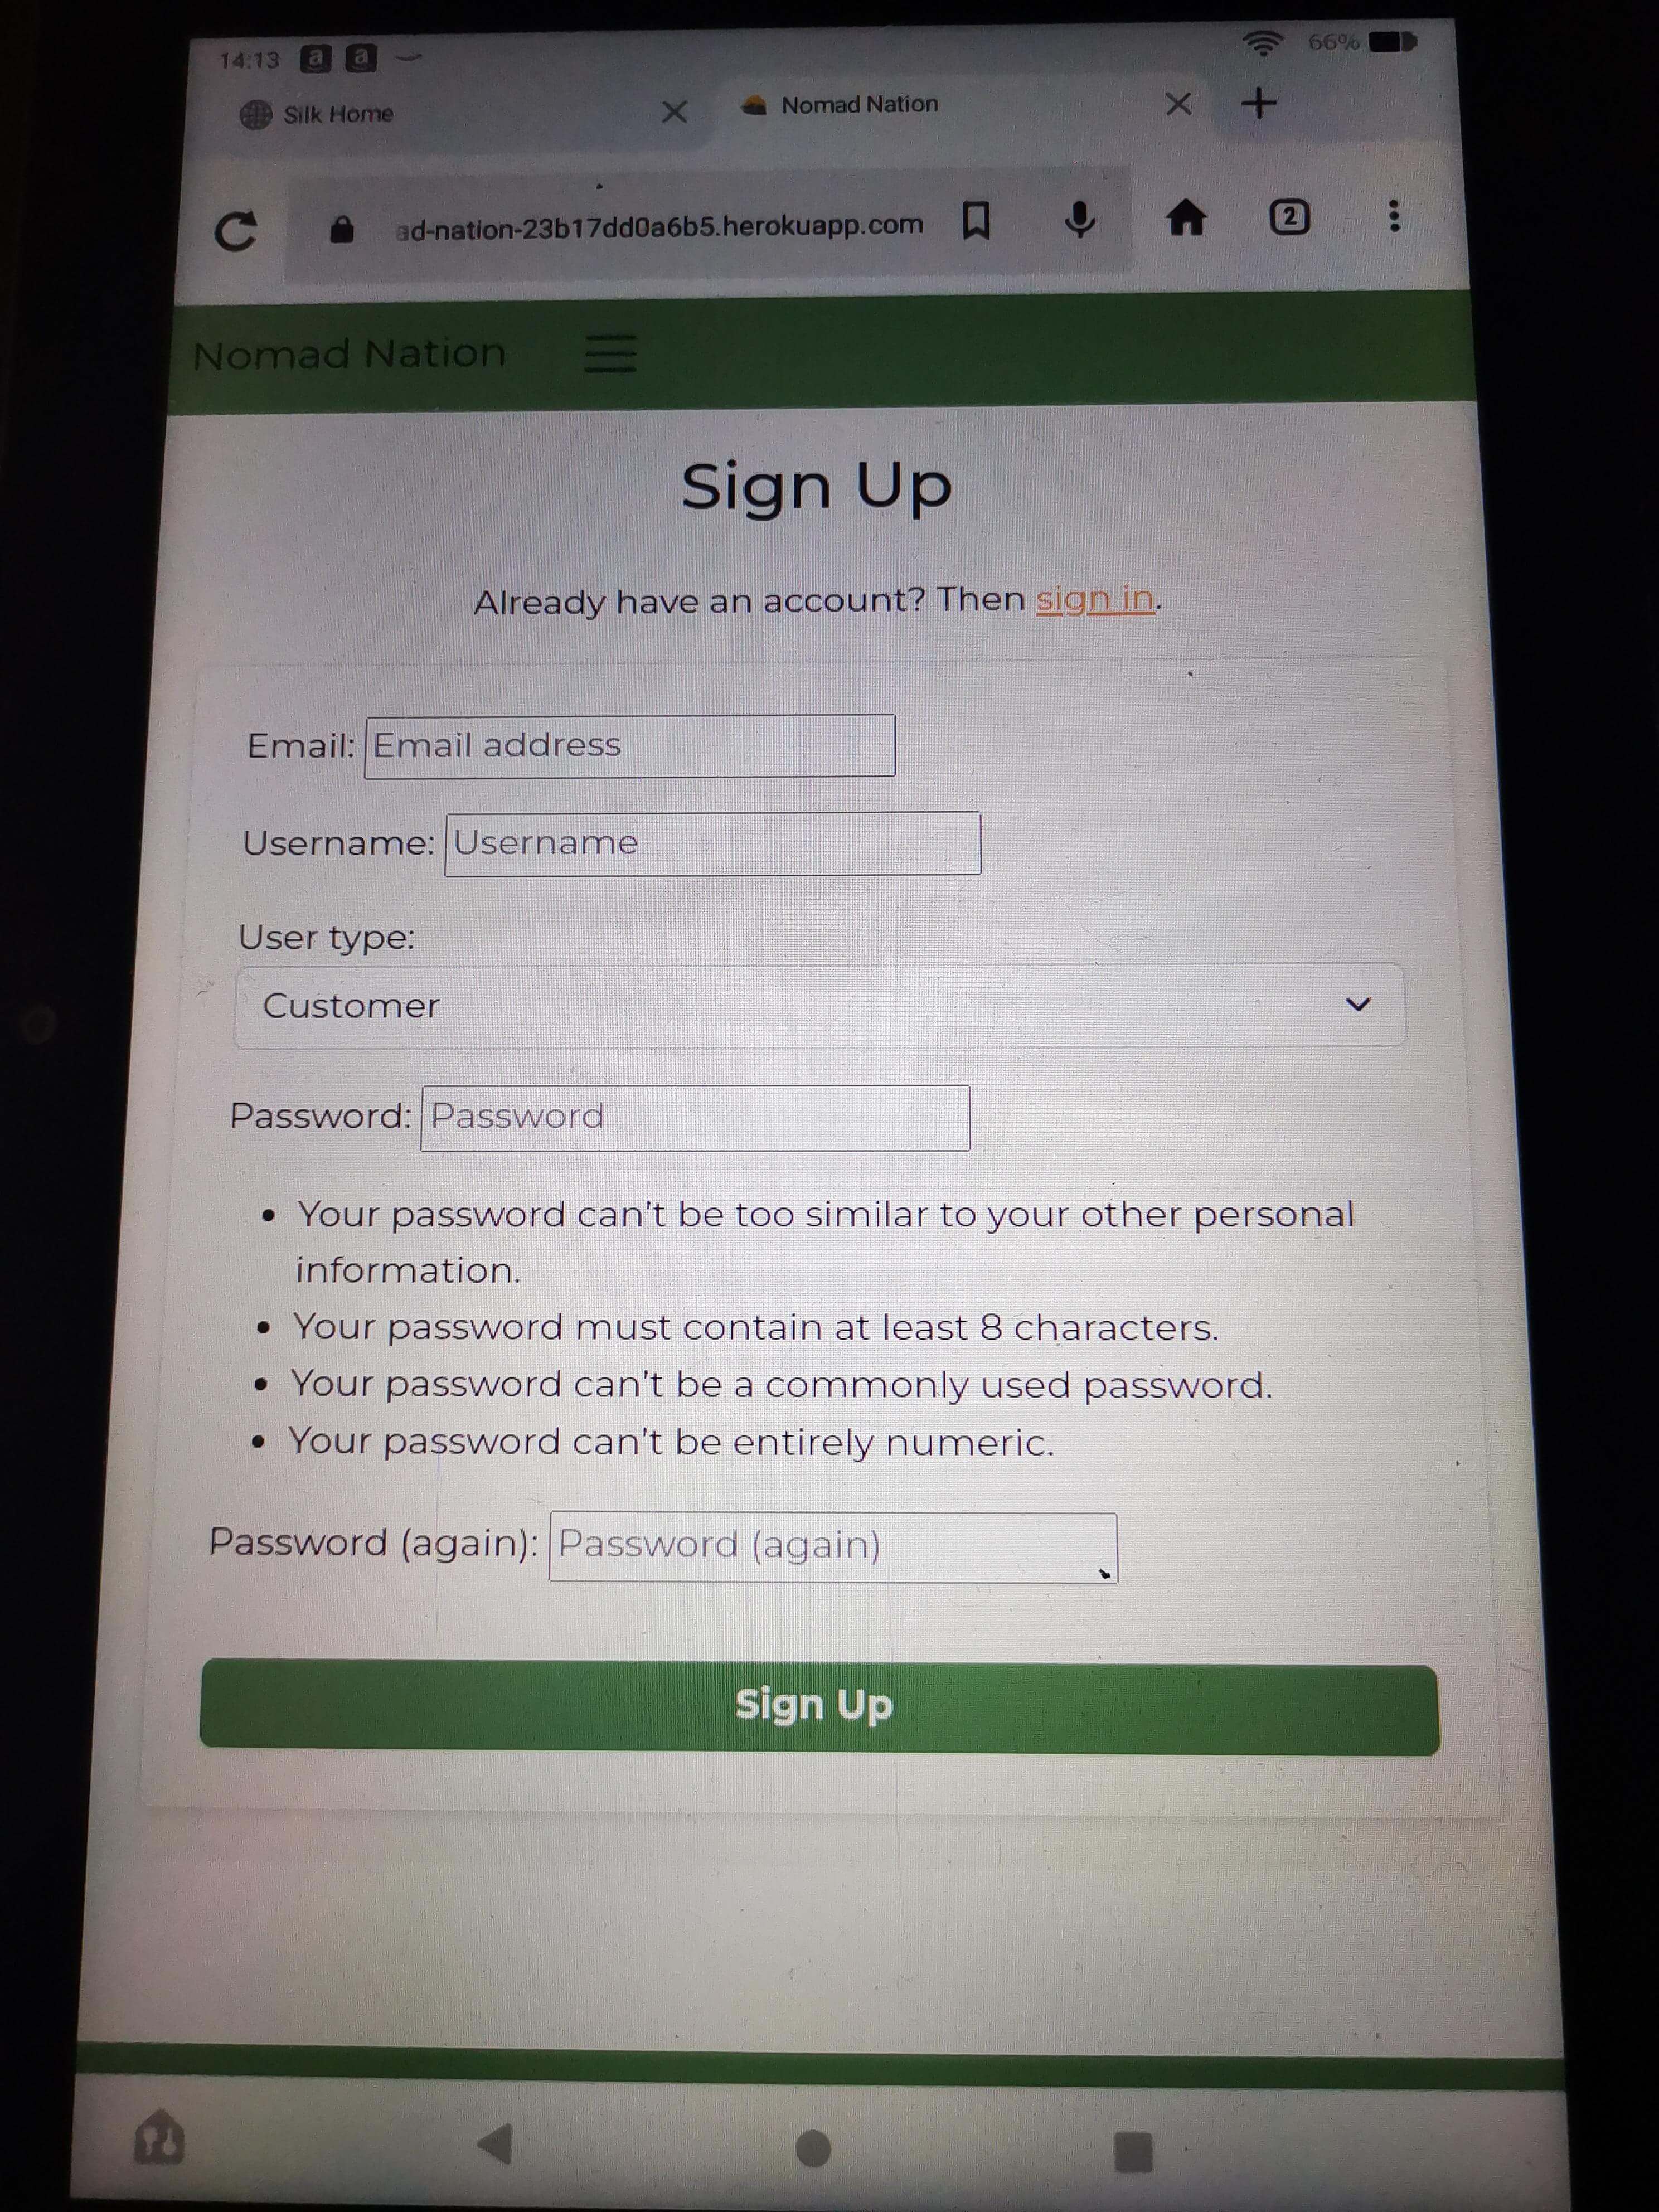 14:13
66%
Silk Home
Nomad Nation
ad-nation-23b17dd0a6b5.herokuapp.com
2
Nomad Nation
Sign Up
Already have an account? Then sign in.
Email: Email address
Username: Username
User type:
Customer
Password: Password
• Your password can't be too similar to your other personal
information.
• Your password must contain at least 8 characters.
• Your password can't be a commonly used password.
• Your password can't be entirely numeric.
Password (again): Password (again)
Sign Up